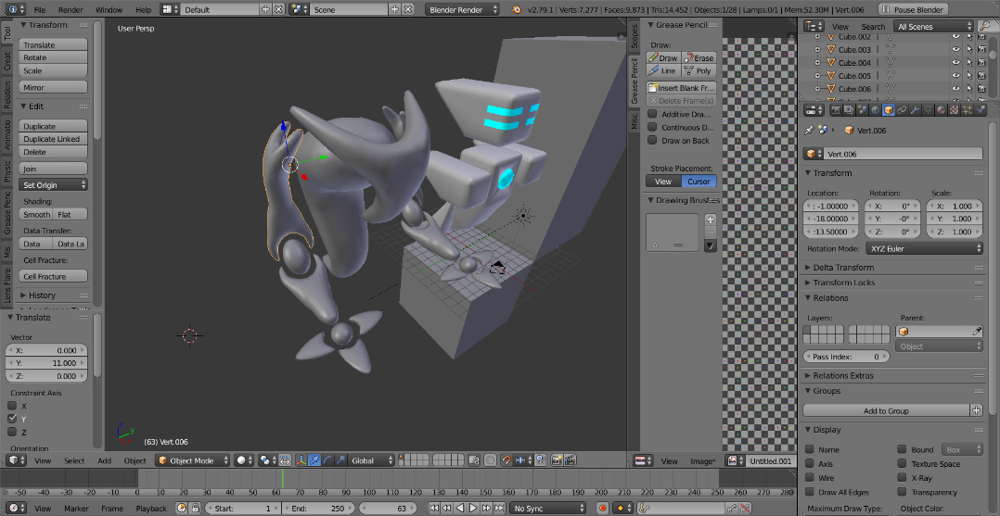 File Render Window Help Default Scene Blender Render v2.79.1 | Verts:7,277 | Faces:9,873 | Tris:14,452 | Objects:1/28 | Lamps:0/1 | Mem:52.30M | Vert.006 Pause Blender
Tool
Creat
Relation
Animatio
Physic
Grease Penc
Mis
Lens Flare
Transform
Translate
Rotate
Scale
Mirror
Edit
Duplicate
Duplicate Linked
Delete
Join
Set Origin
Shading:
Smooth Flat
Data Transfer:
Data Data La
Cell Fracture:
Cell Fracture
History
Translate
Vector
X: 0.000
Y: 11.000
Z: 0.000
Constraint Axis
X
Y
Z
Orientation
User Persp
(63) Vert.006
View Select Add Object Object Mode Global
Scopes
Grease Pencil
Misc
Grease Pencil
Draw:
Draw Erase
Line Poly
Insert Blank Fr...
Delete Frame(s)
Additive Dra...
Continuous D...
Draw on Back
Stroke Placement:
View Cursor
Drawing Brushes
View Image* Untitled.001
View Search All Scenes
Cube.002
Cube.003
Cube.004
Cube.005
Cube.006
Vert.006
Vert.006
Transform
Location: Rotation: Scale:
: -1.00000 X: 0° X: 1.000
-18.00000 Y: -0° Y: 1.000
:13.50000 Z: 0° Z: 1.000
Rotation Mode: XYZ Euler
Delta Transform
Transform Locks
Relations
Layers: Parent:
Object
Pass Index: 0
Relations Extras
Groups
Add to Group
Display
Name Bound Box
Axis Texture Space
Wire X-Ray
Draw All Edges Transparency
Maximum Draw Type: Object Color:
-50 -40 -30 -20 -10 0 10 20 30 40 50 60 70 80 90 100 110 120 130 140 150 160 170 180 190 200 210 220 230 240 250 260 270 280
View Marker Frame Playback Start: 1 End: 250 63 No Sync